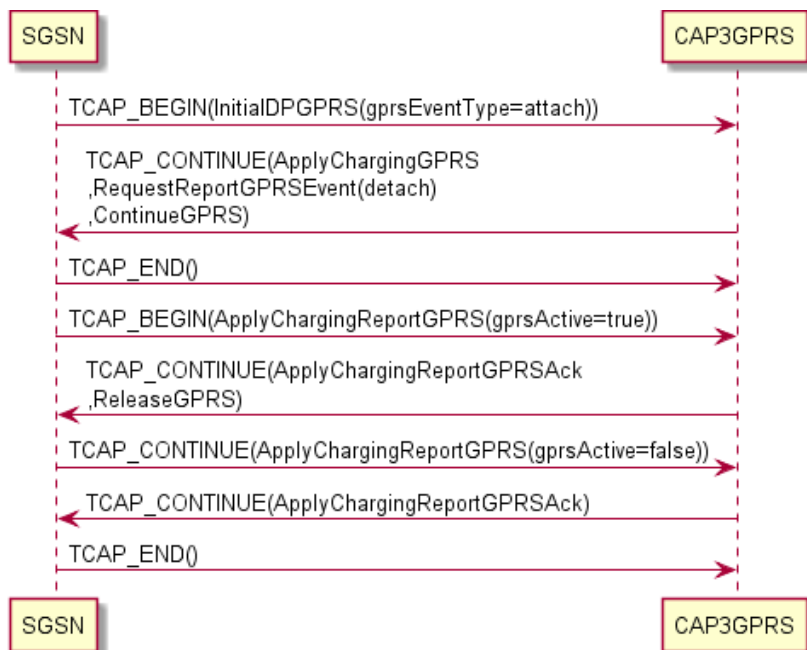 SGSN
CAP3GPRS
TCAP_BEGIN(InitialDPGPRS(gprsEventType=attach))
TCAP_CONTINUE(ApplyChargingGPRS
,RequestReportGPRSEvent(detach)
,ContinueGPRS)
TCAP_END()
TCAP_BEGIN(ApplyChargingReportGPRS(gprsActive=true))
TCAP_CONTINUE(ApplyChargingReportGPRSAck
,ReleaseGPRS)
TCAP_CONTINUE(ApplyChargingReportGPRS(gprsActive=false))
TCAP_CONTINUE(ApplyChargingReportGPRSAck)
TCAP_END()
SGSN
CAP3GPRS